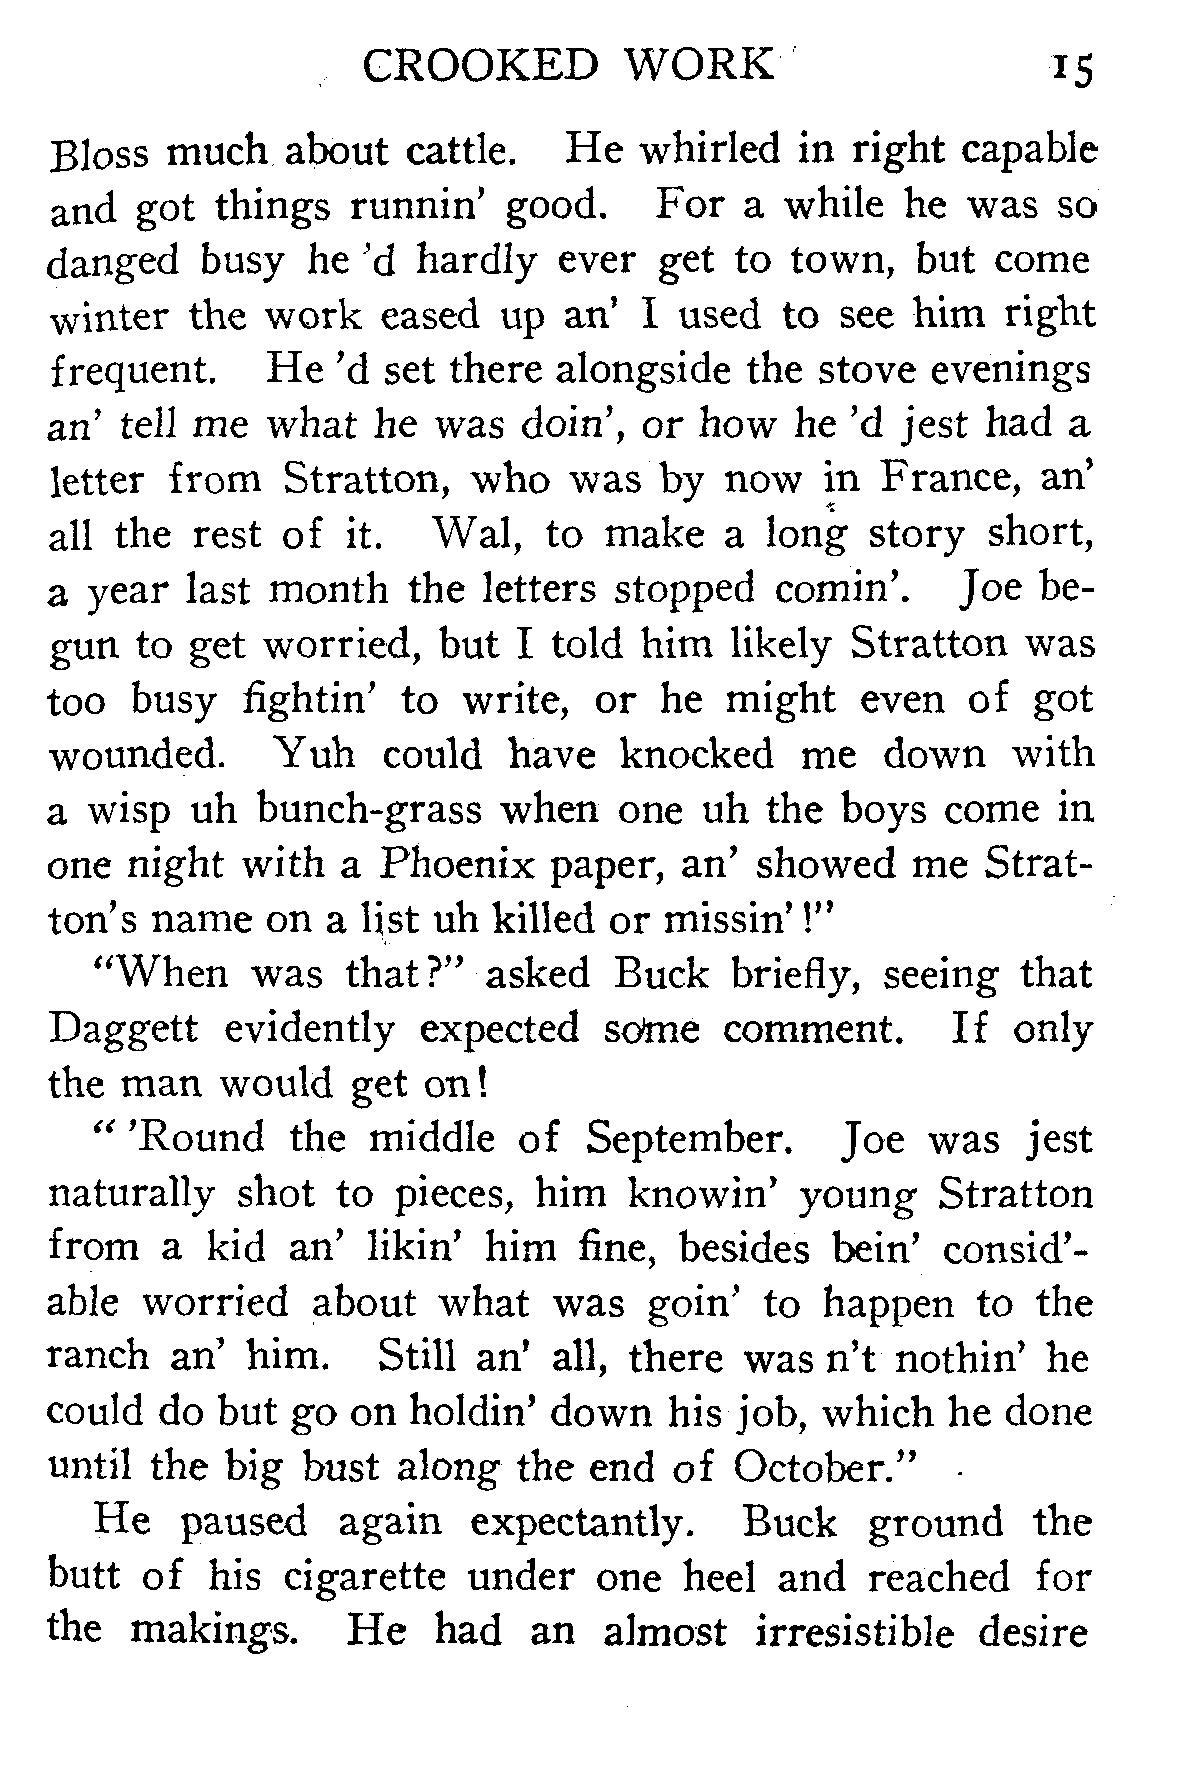 CROOKED WORK 15
Bloss much about cattle. He whirled in right capable
and got things runnin' good. For a while he was so
danged busy he 'd hardly ever get to town, but come
winter the work eased up an' I used to see him right
frequent. He 'd set there alongside the stove evenings
an' tell me what he was doin', or how he 'd jest had a
letter from Stratton, who was by now in France, an'
all the rest of it. Wal, to make a long story short,
a year last month the letters stopped comin'. Joe be-
gun to get worried, but I told him likely Stratton was
too busy fightin' to write, or he might even of got
wounded. Yuh could have knocked me down with
a wisp uh bunch-grass when one uh the boys come in
one night with a Phoenix paper, an' showed me Strat-
ton's name on a list uh killed or missin'!"
"When was that?" asked Buck briefly, seeing that
Daggett evidently expected some comment. If only
the man would get on!
" 'Round the middle of September. Joe was jest
naturally shot to pieces, him knowin' young Stratton
from a kid an' likin' him fine, besides bein' consid'-
able worried about what was goin' to happen to the
ranch an' him. Still an' all, there was n't nothin' he
could do but go on holdin' down his job, which he done
until the big bust along the end of October."
He paused again expectantly. Buck ground the
butt of his cigarette under one heel and reached for
the makings. He had an almost irresistible desire